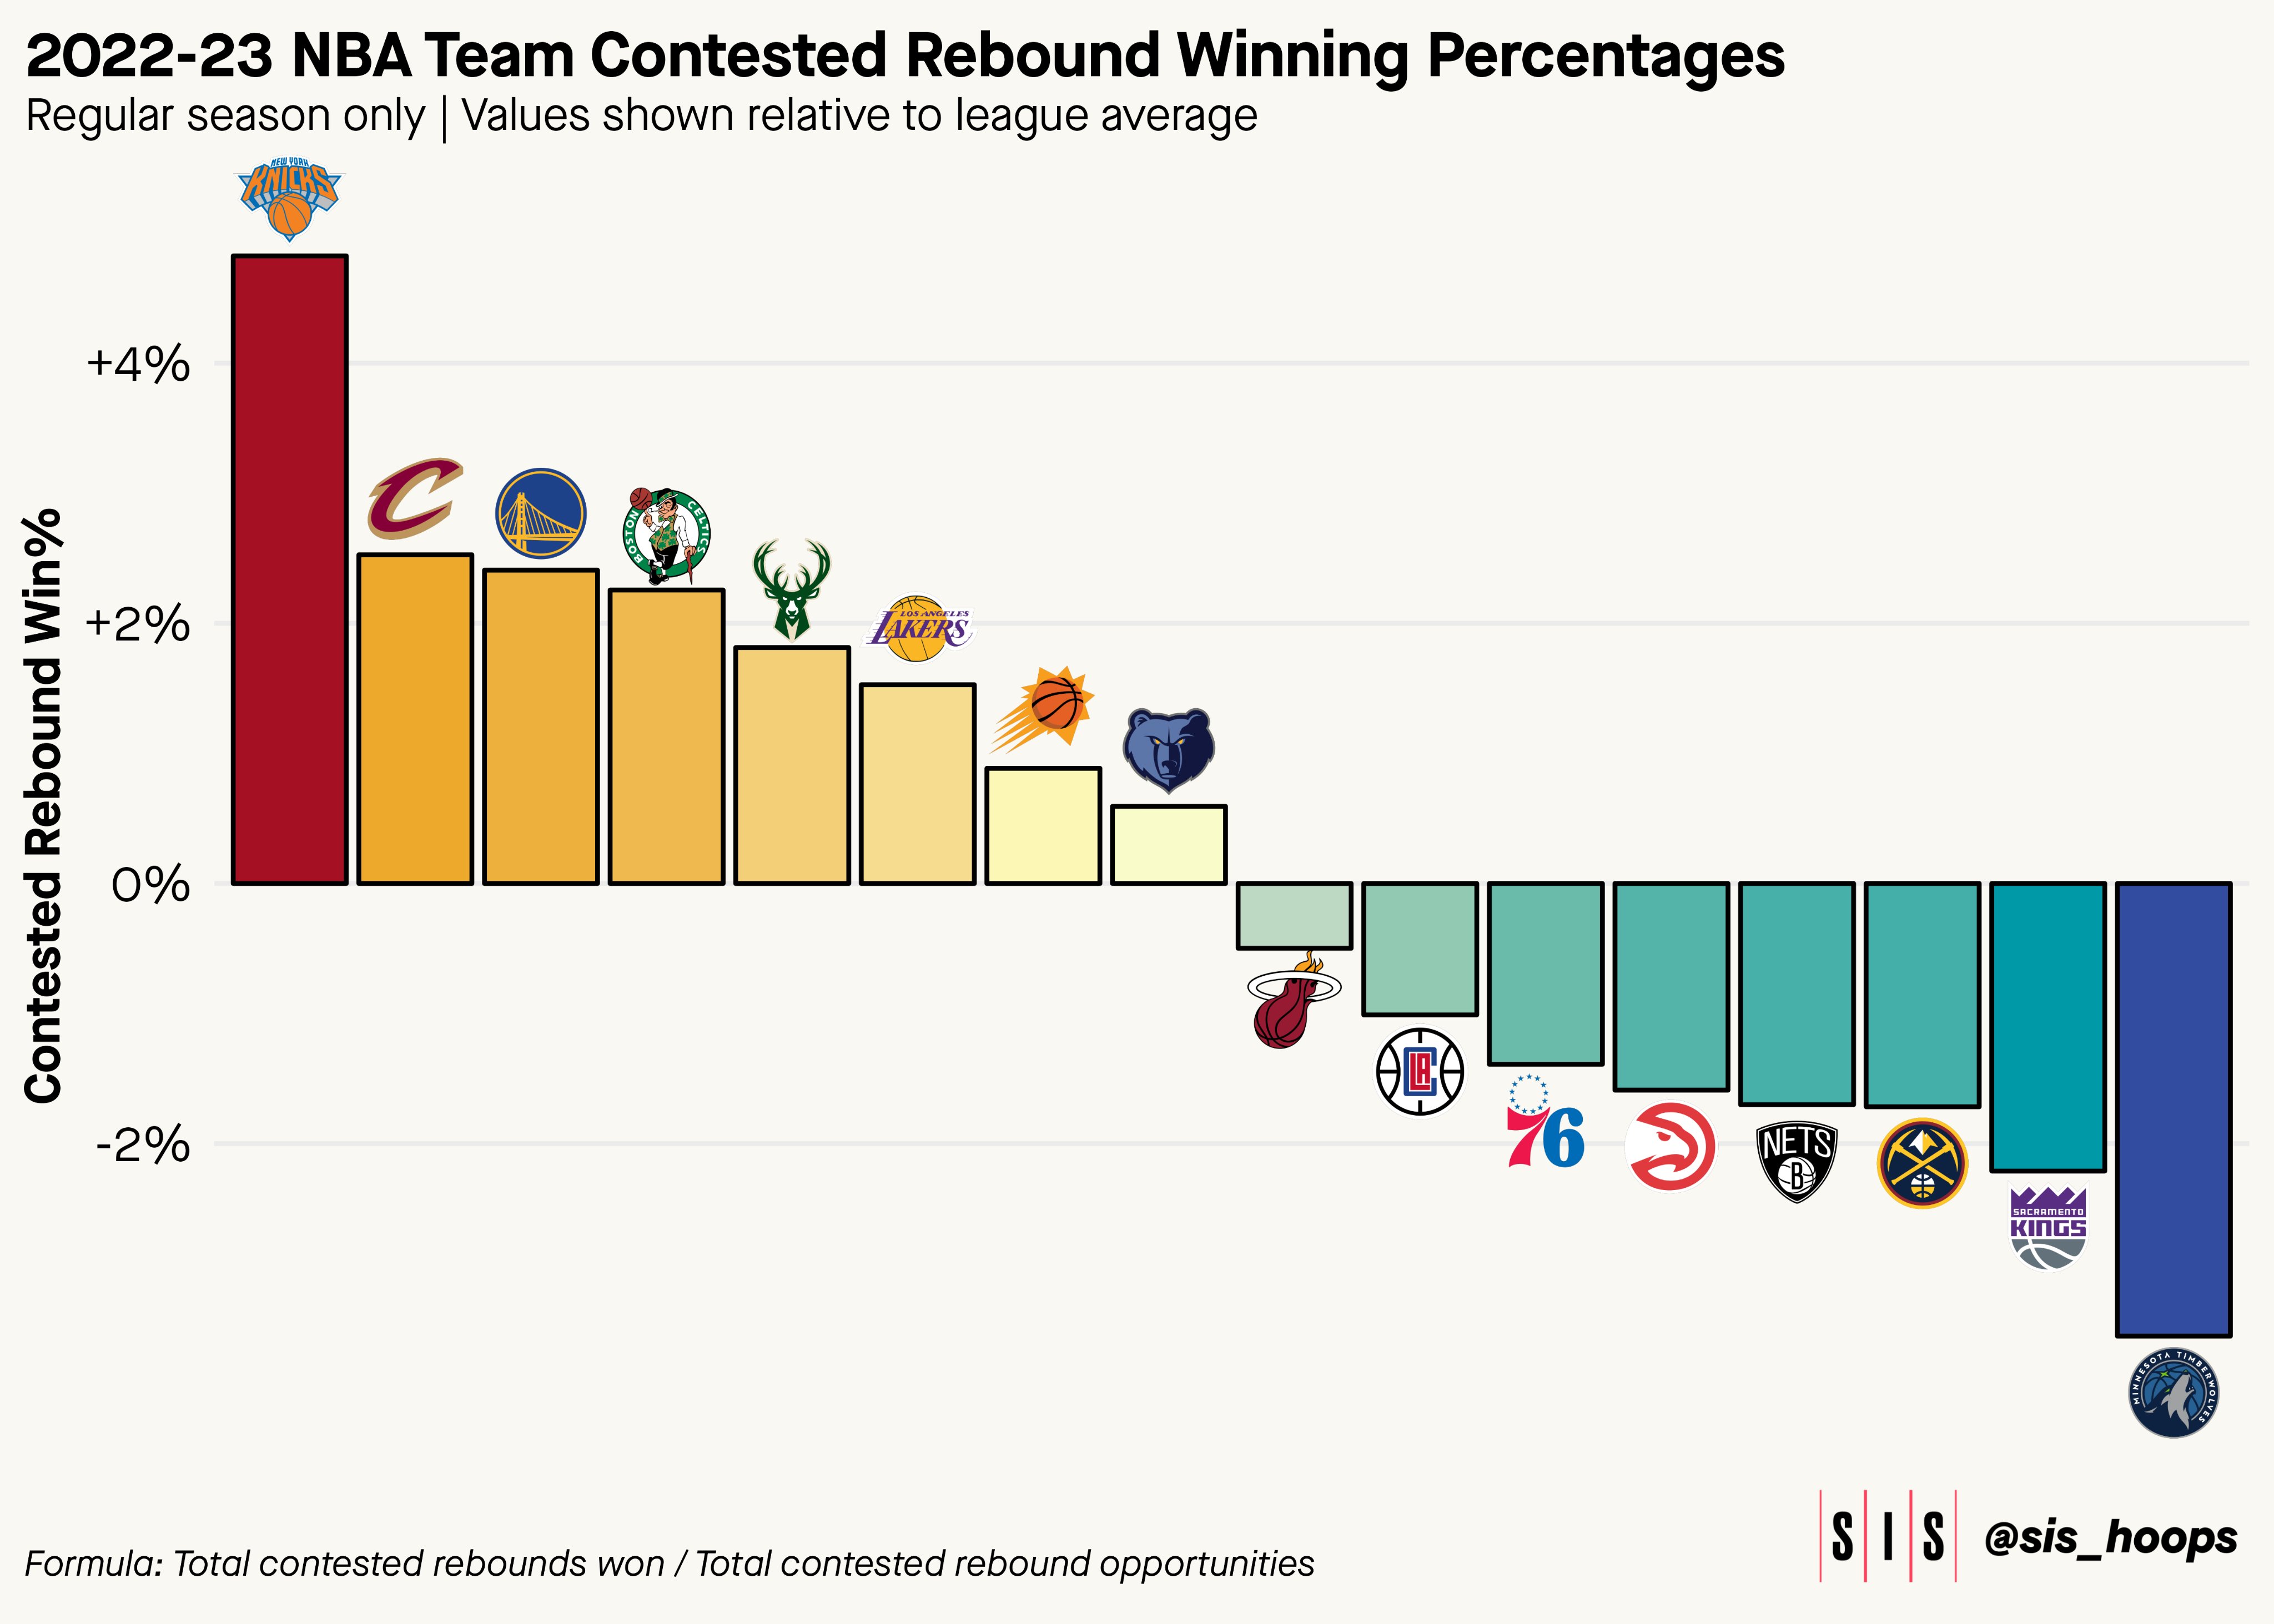 2022-23 NBA Team Contested Rebound Winning Percentages
Regular season only | Values shown relative to league average
NEW YORK
KNICKS
+4%
C
BOSTON CELTICS
LOS ANGELES
LAKERS
+2%
Contested Rebound Win%
0%
LAC
76
NETS
B
-2%
SACRAMENTO
KINGS
MINNESOTA TIMBERWOLVES
SIS @sis_hoops
Formula: Total contested rebounds won / Total contested rebound opportunities